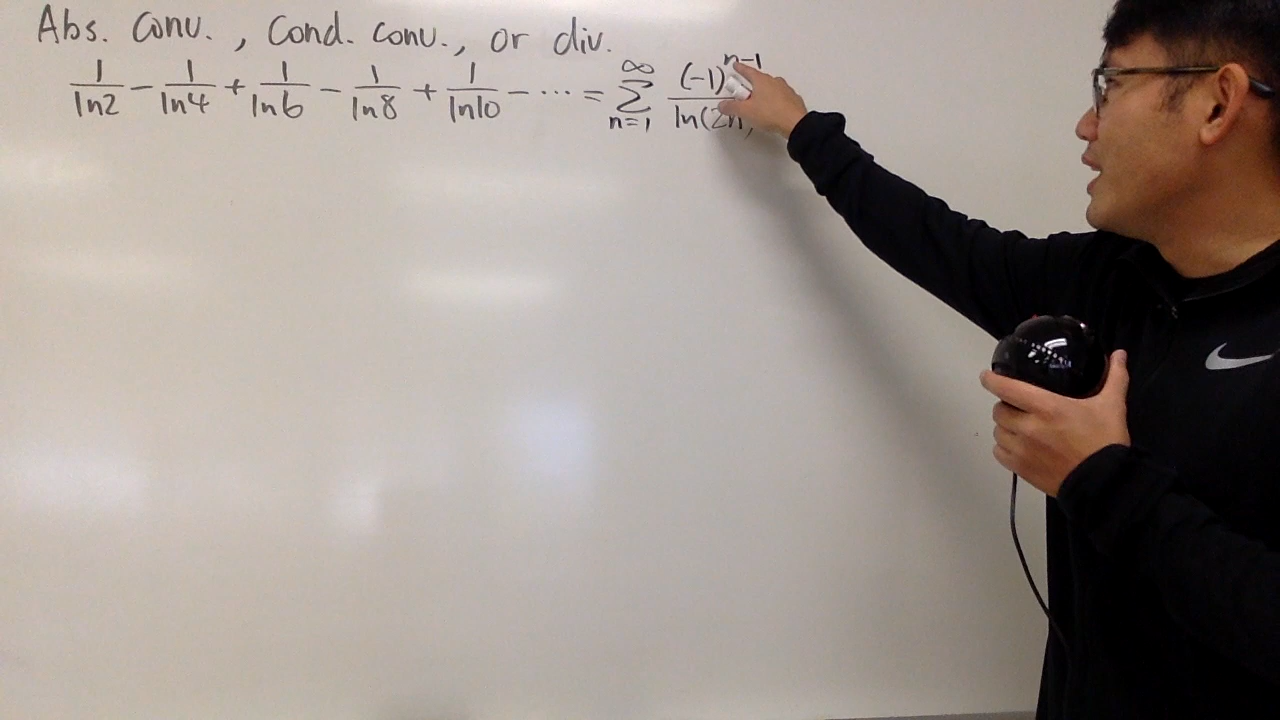 Abs. Conv., Cond. conv., or div.
1/ln2 - 1/ln4 + 1/ln6 - 1/ln8 + 1/ln10 - ... = ∑_{n=1}^{∞} (-1)^{n-1}/ln(2n)